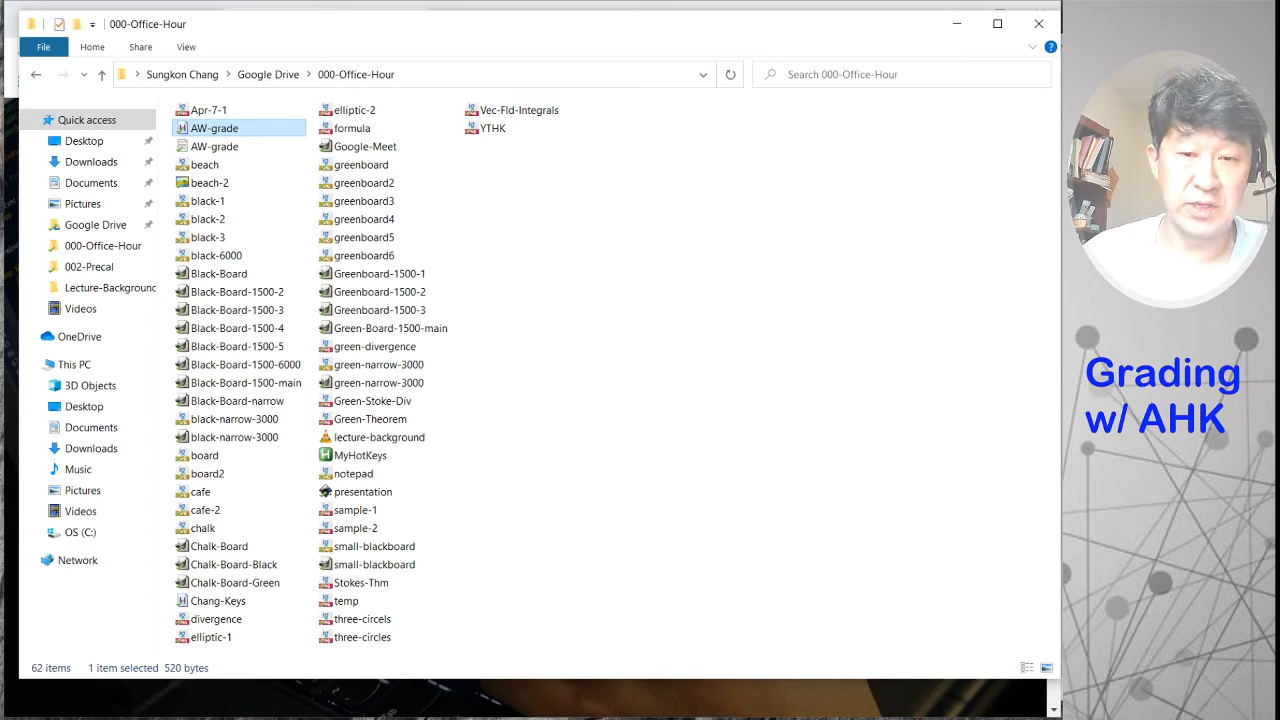 000-Office-Hour
File
Home
Share
View
Sungkon Chang
Google Drive
000-Office-Hour
Search 000-Office-Hour
Quick access
Desktop
Downloads
Documents
Pictures
Google Drive
000-Office-Hour
002-Precal
Lecture-Background
Videos
OneDrive
This PC
3D Objects
Desktop
Documents
Downloads
Music
Pictures
Videos
OS (C:)
Network
Apr-7-1
AW-grade
AW-grade
beach
beach-2
black-1
black-2
black-3
black-6000
Black-Board
Black-Board-1500-2
Black-Board-1500-3
Black-Board-1500-4
Black-Board-1500-5
Black-Board-1500-6000
Black-Board-1500-main
Black-Board-narrow
black-narrow-3000
black-narrow-3000
board
board2
cafe
cafe-2
chalk
Chalk-Board
Chalk-Board-Black
Chalk-Board-Green
Chang-Keys
divergence
elliptic-1
elliptic-2
formula
Google-Meet
greenboard
greenboard2
greenboard3
greenboard4
greenboard5
greenboard6
Greenboard-1500-1
Greenboard-1500-2
Greenboard-1500-3
Green-Board-1500-main
green-divergence
green-narrow-3000
green-narrow-3000
Green-Stoke-Div
Green-Theorem
lecture-background
MyHotKeys
notepad
presentation
sample-1
sample-2
small-blackboard
small-blackboard
Stokes-Thm
temp
three-circels
three-circles
Vec-Fld-Integrals
YTHK
62 items
1 item selected
520 bytes
Grading
w/ AHK